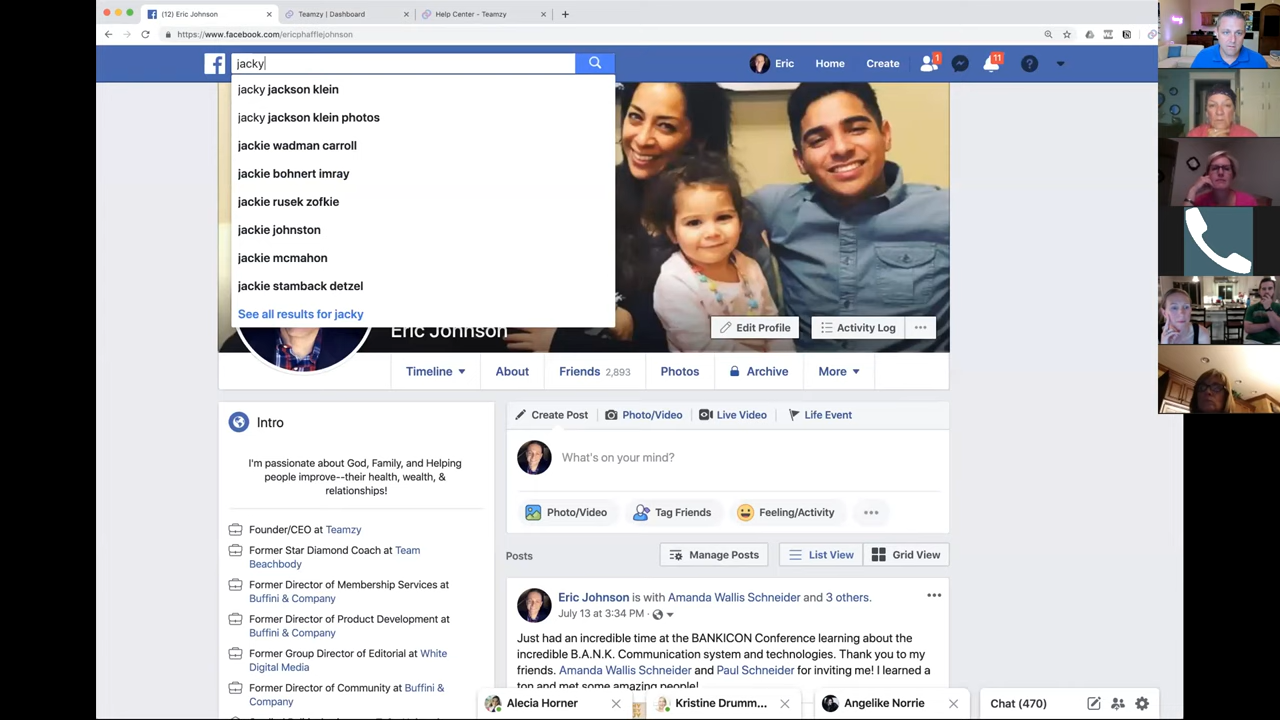 (12) Eric Johnson
Teamzy | Dashboard
Help Center - Teamzy
https://www.facebook.com/ericphafflejohnson
jacky
Eric
Home
Create
1
11
jacky jackson klein
jacky jackson klein photos
jackie wadman carroll
jackie bohnert imray
jackie rusek zofkie
jackie johnston
jackie mcmahon
jackie stamback detzel
See all results for jacky
Eric Johnson
Edit Profile
Activity Log
Timeline
About
Friends 2,893
Photos
Archive
More
Intro
I'm passionate about God, Family, and Helping
people improve--their health, wealth, &
relationships!
Founder/CEO at Teamzy
Former Star Diamond Coach at Team
Beachbody
Former Director of Membership Services at
Buffini & Company
Former Director of Product Development at
Buffini & Company
Former Group Director of Editorial at White
Digital Media
Former Director of Community at Buffini &
Company
Create Post
Photo/Video
Live Video
Life Event
What's on your mind?
Photo/Video
Tag Friends
Feeling/Activity
Posts
Manage Posts
List View
Grid View
Eric Johnson is with Amanda Wallis Schneider and 3 others.
July 13 at 3:34 PM
Just had an incredible time at the BANKICON Conference learning about the
incredible B.A.N.K. Communication system and technologies. Thank you to my
friends. Amanda Wallis Schneider and Paul Schneider for inviting me! I learned a
ton and met some amazing people!
Alecia Horner
Kristine Drumm...
Angelike Norrie
Chat (470)